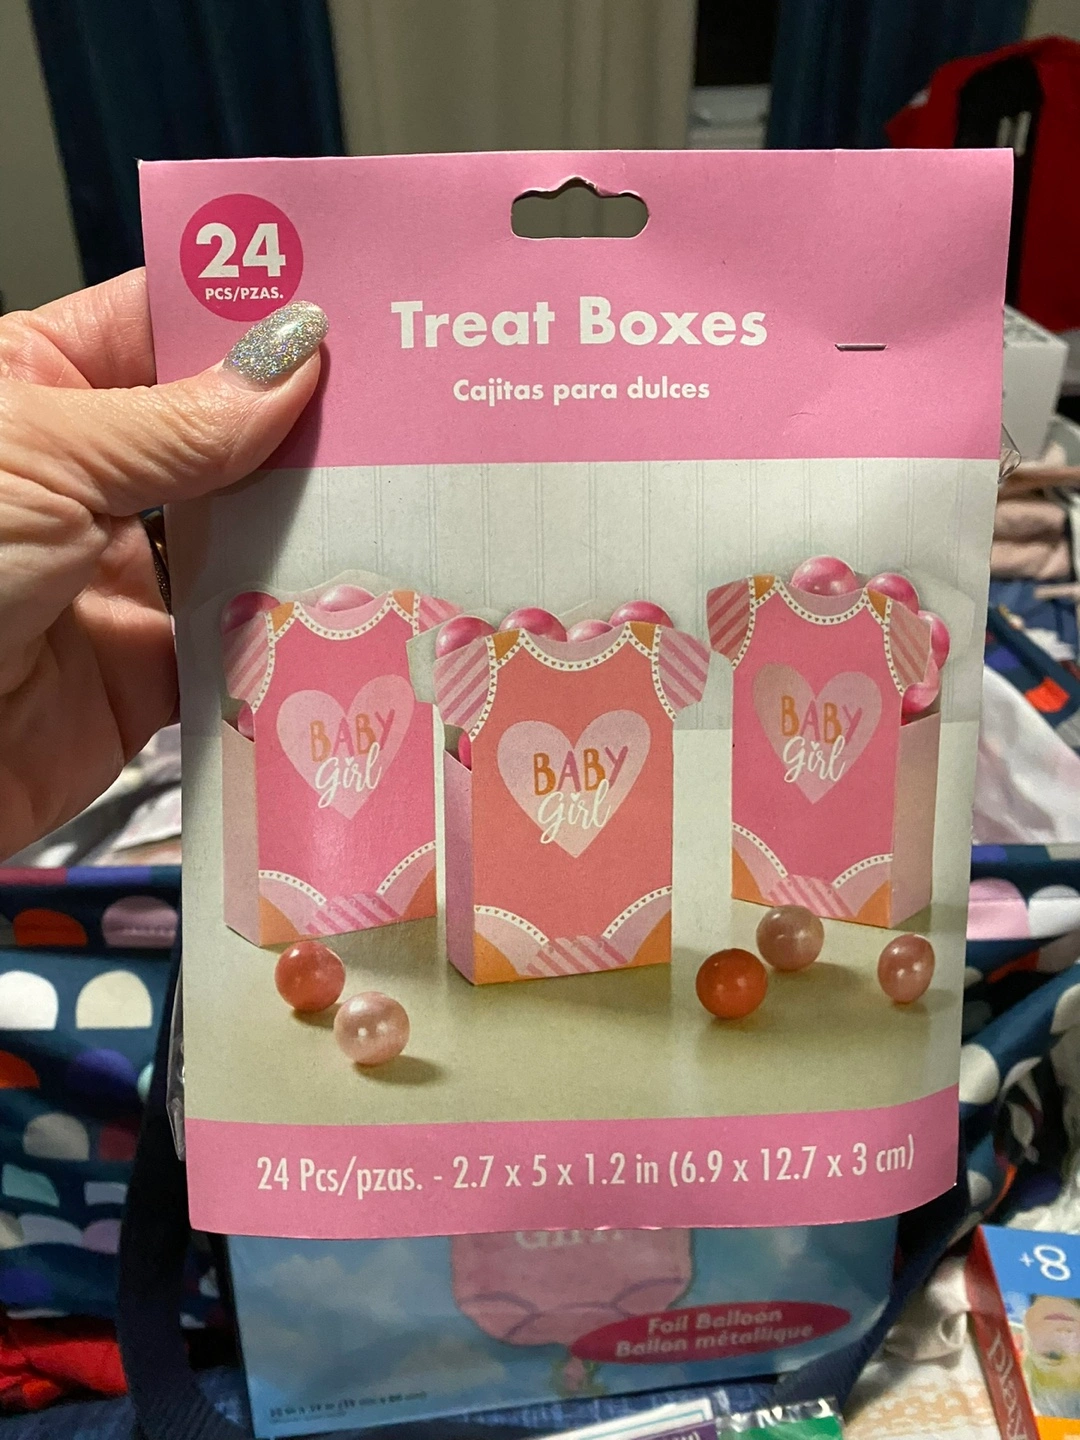 24
PCS/PZAS.
Treat Boxes
Cajitas para dulces
BABY
Girl
BABY
Girl
BABY
Girl
24 Pcs/pzas. - 2.7 x 5 x 1.2 in (6.9 x 12.7 x 3 cm)
Foil Balloon
Ballon métallique
8+